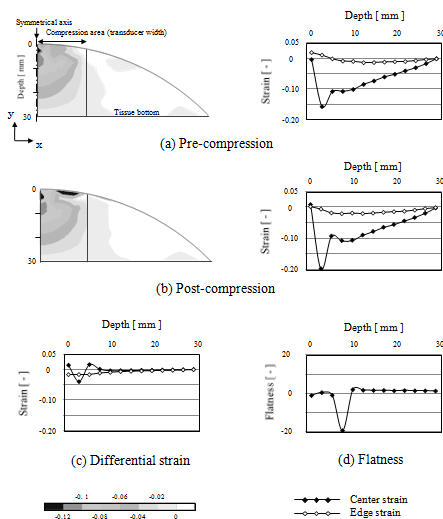 Symmetrical axis
Compression area (transducer width)
0
Depth [ mm ]
30
Tissue bottom
y
x
Depth [ mm ]
0 10 20 30
0.05
0.00
-0.10
-0.20
Strain [ - ]
(a) Pre-compression
0
30
Depth [ mm ]
0 10 20 30
0.05
0.00
-0.10
-0.20
Strain [ - ]
(b) Post-compression
Depth [ mm ]
0 10 20 30
0.05
0.00
-0.10
-0.20
Strain [ - ]
(c) Differential strain
Depth [ mm ]
0 10 20 30
20
0
-20
Flatness [ - ]
(d) Flatness
-0.1 -0.06 -0.02
-0.12 -0.08 -0.04 0
Center strain
Edge strain